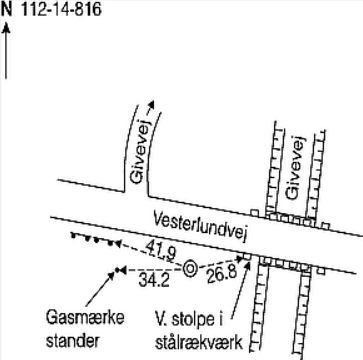 N 112-14-816
Givevej
Givevej
Vesterlundvej
41.9
34.2
26.8
Gasmærke
stander
V. stolpe i
stålrækværk